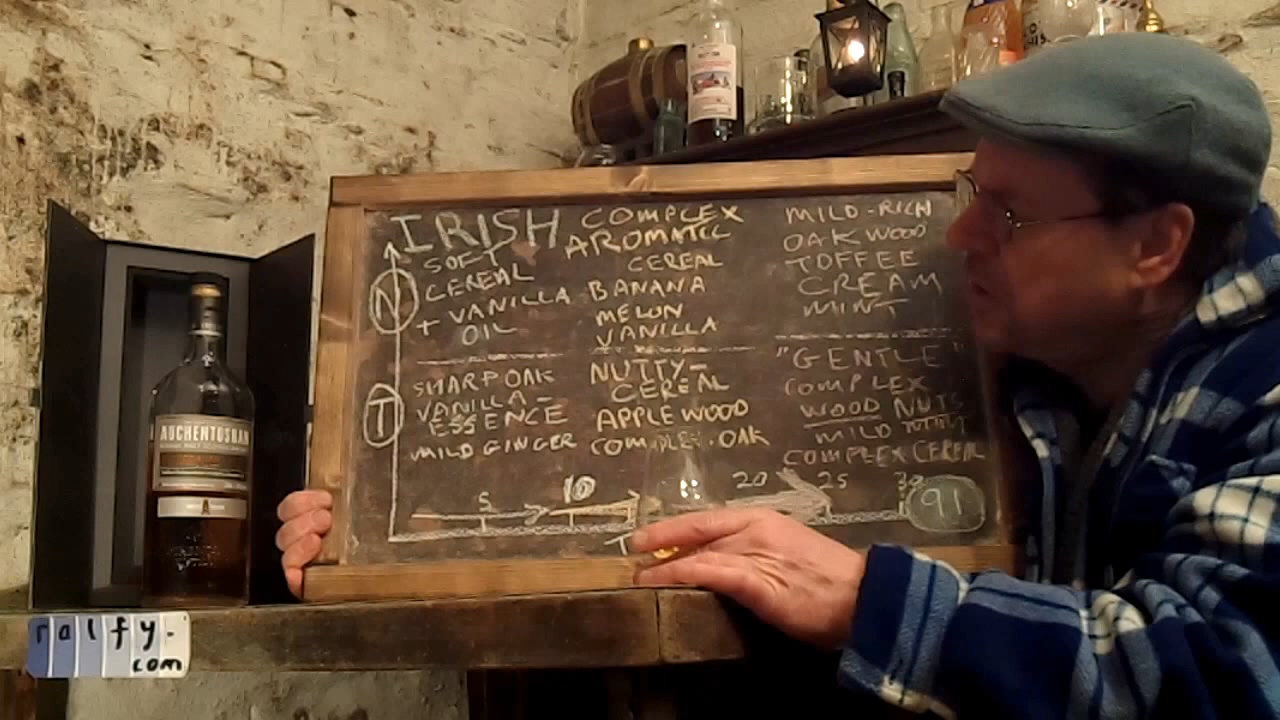 IRISH
SOFT
CEREAL
+ VANILLA
OIL
COMPLEX
AROMATIC
CEREAL
BANANA
MELON
VANILLA
MILD-RICH
OAKWOOD
TOFFEE
CREAM
MINT
N
SHARP OAK
VANILLA-
ESSENCE
MILD GINGER
NUTTY-
CEREAL
APPLEWOOD
COMPLEX.OAK
"GENTLE"
COMPLEX
WOOD NUTS
MILD MINT
COMPLEX CEREAL
T
5
10
20
25
30
91
T
AUCHENTOSHAN
ralfy.
com